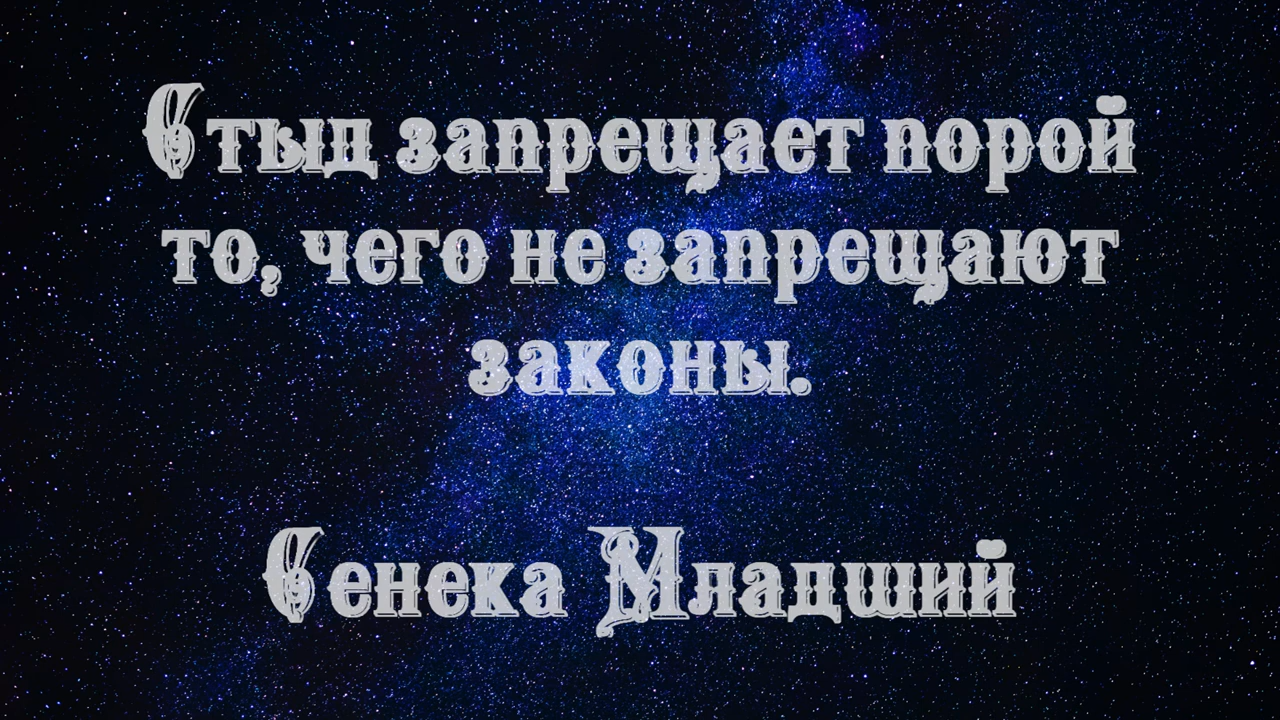 Стыд запрещает порой
то, чего не запрещают
законы.
Сенека Младший